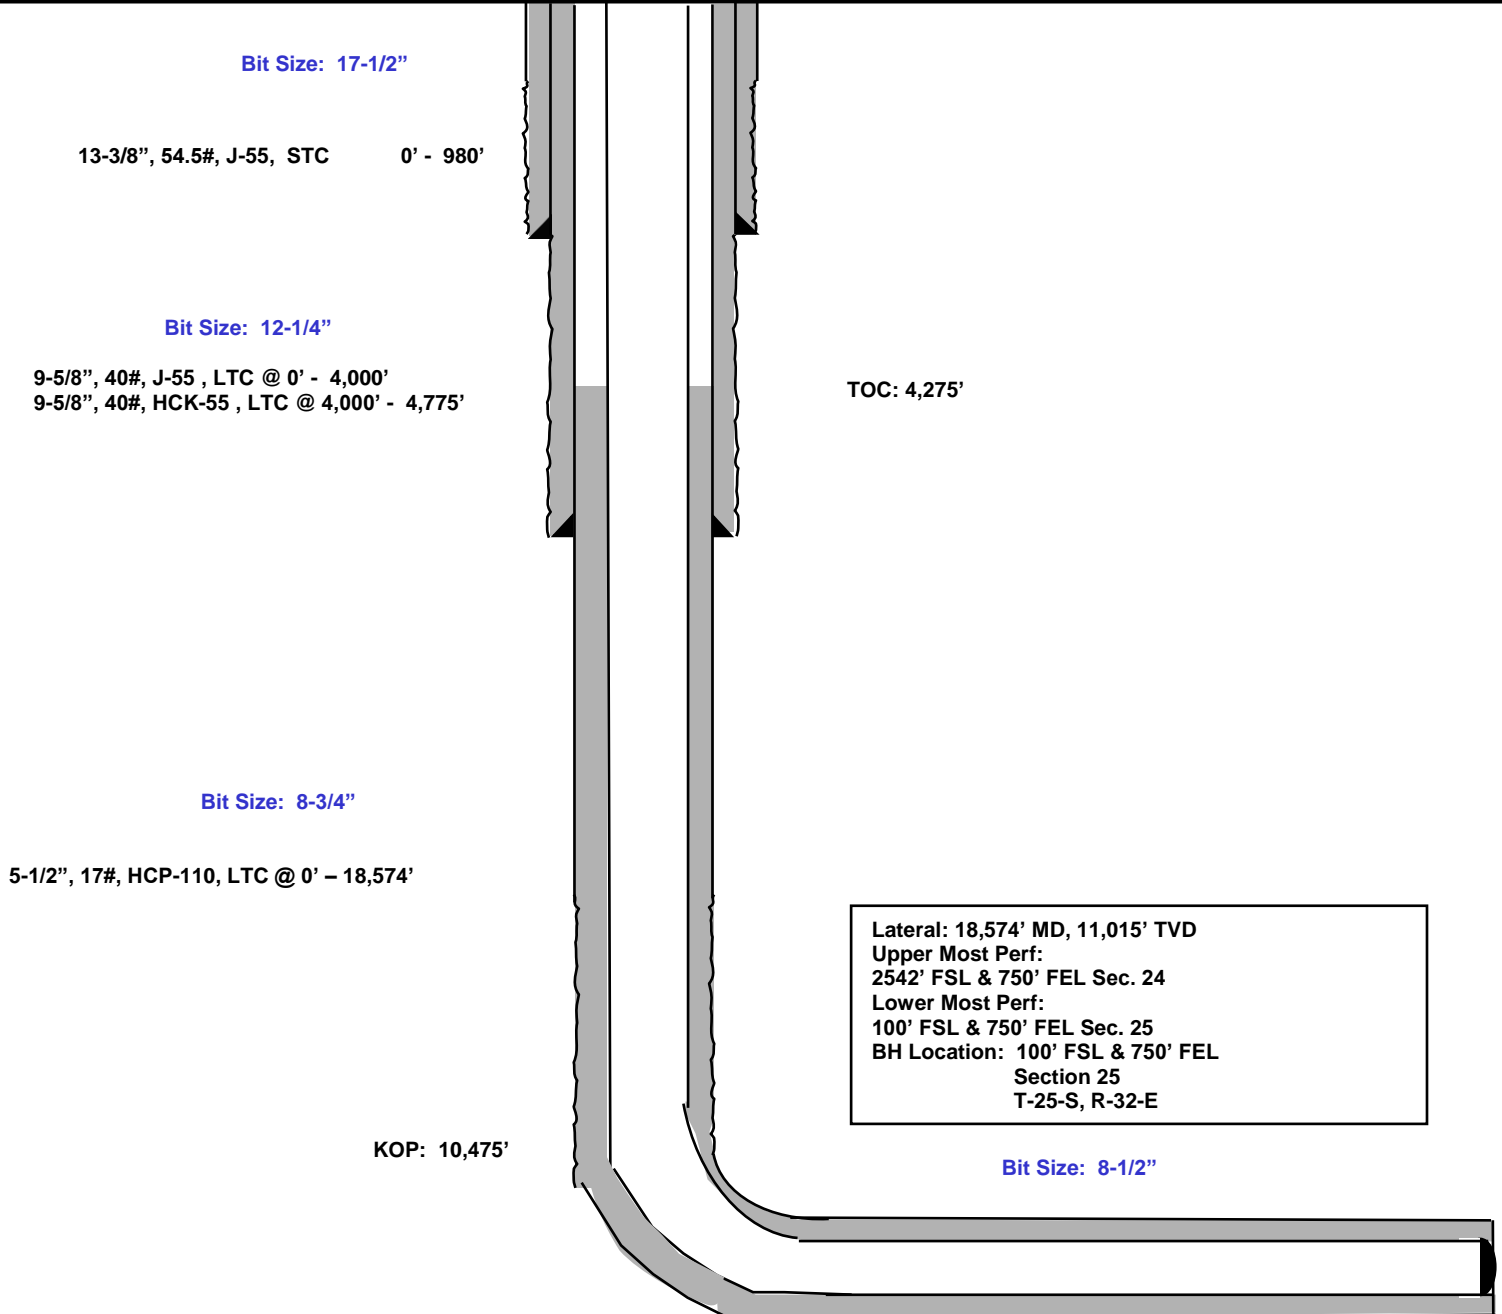 Bit Size:  17-1/2”
13-3/8”, 54.5#, J-55,  STC  0’ -  980’
Bit Size:  12-1/4”
9-5/8”, 40#, J-55 , LTC @ 0’ -  4,000’
9-5/8”, 40#, HCK-55 , LTC @ 4,000’ -  4,775’
TOC: 4,275’
Bit Size:  8-3/4”
5-1/2”, 17#, HCP-110, LTC @ 0’ – 18,574’
Lateral: 18,574’ MD, 11,015’ TVD
Upper Most Perf:
2542’ FSL & 750’ FEL Sec. 24
Lower Most Perf:
100’ FSL & 750’ FEL Sec. 25
BH Location:  100’ FSL & 750’ FEL
Section 25
T-25-S, R-32-E
KOP:  10,475’
Bit Size:  8-1/2”